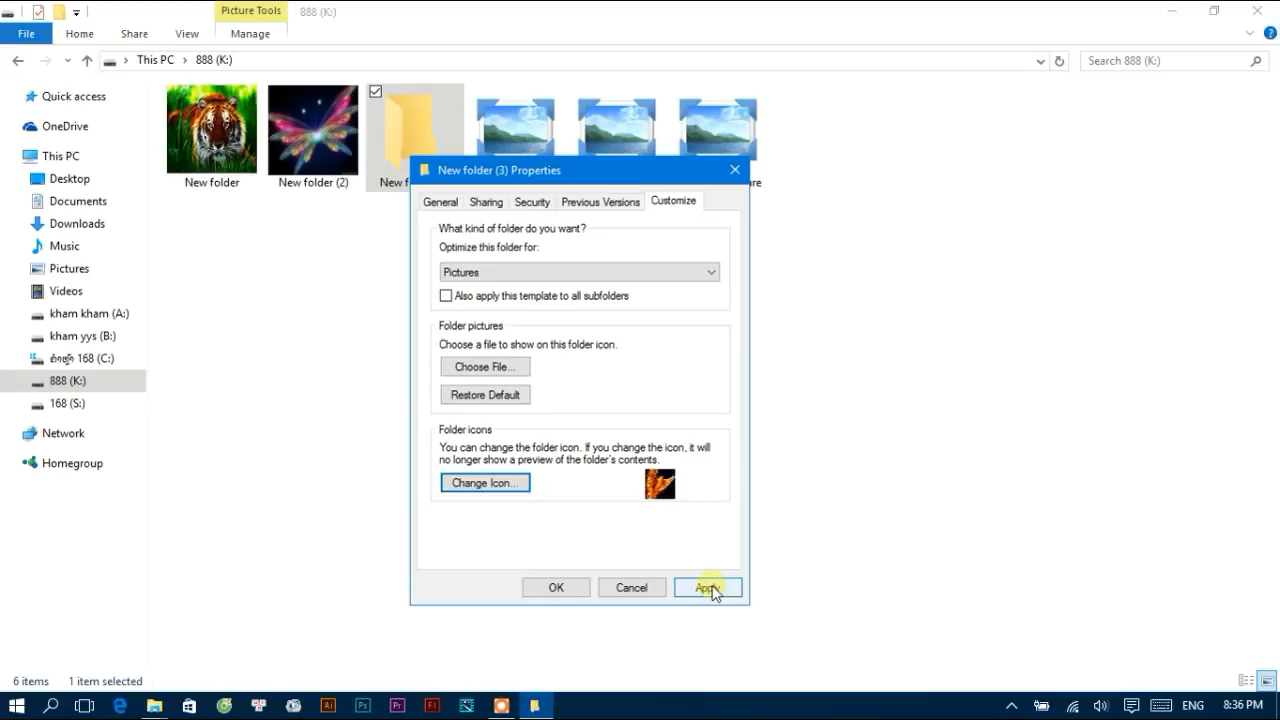 Picture Tools
888 (K:)
File
Home
Share
View
Manage
This PC
888 (K:)
Search 888 (K:)
Quick access
OneDrive
This PC
Desktop
Documents
Downloads
Music
Pictures
Videos
kham kham (A:)
kham yys (B:)
168 (C:)
888 (K:)
168 (S:)
Network
Homegroup
New folder
New folder (2)
New folder (3) Properties
General
Sharing
Security
Previous Versions
Customize
What kind of folder do you want?
Optimize this folder for:
Pictures
Also apply this template to all subfolders
Folder pictures
Choose a file to show on this folder icon.
Choose File...
Restore Default
Folder icons
You can change the folder icon. If you change the icon, it will
no longer show a preview of the folder's contents.
Change Icon...
OK
Cancel
Apply
6 items
1 item selected
Ai
Ps
Pr
Fl
ENG
8:36 PM